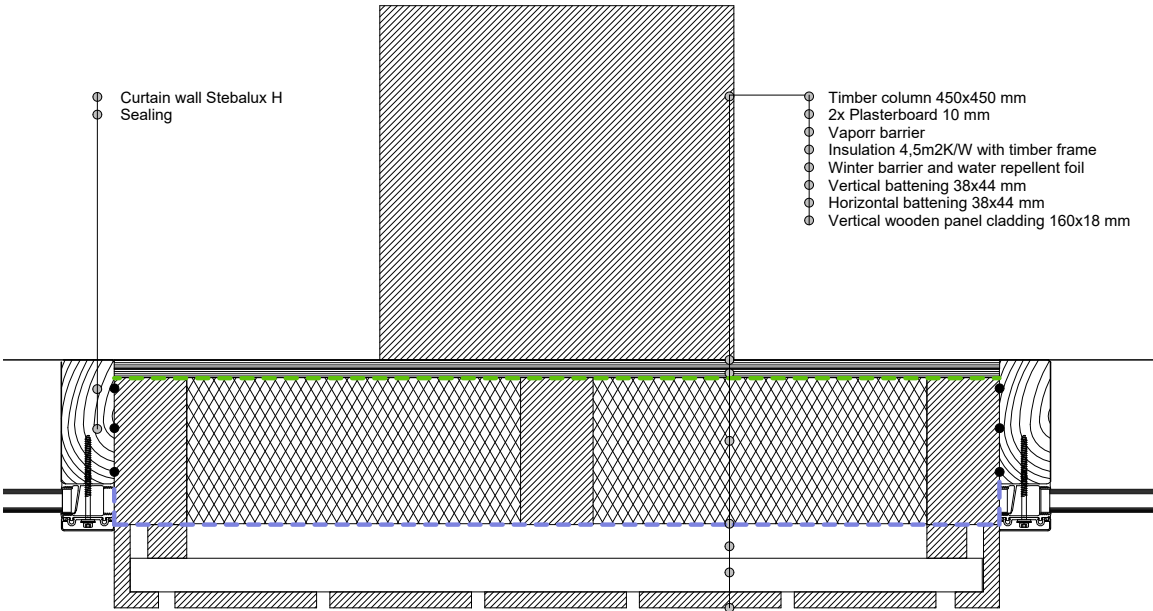 Curtain wall Stebalux H
Sealing
Timber column 450x450 mm
2x Plasterboard 10 mm
Vaporr barrier
Insulation 4,5m2K/W with timber frame
Winter barrier and water repellent foil
Vertical battening 38x44 mm
Horizontal battening 38x44 mm
Vertical wooden panel cladding 160x18 mm